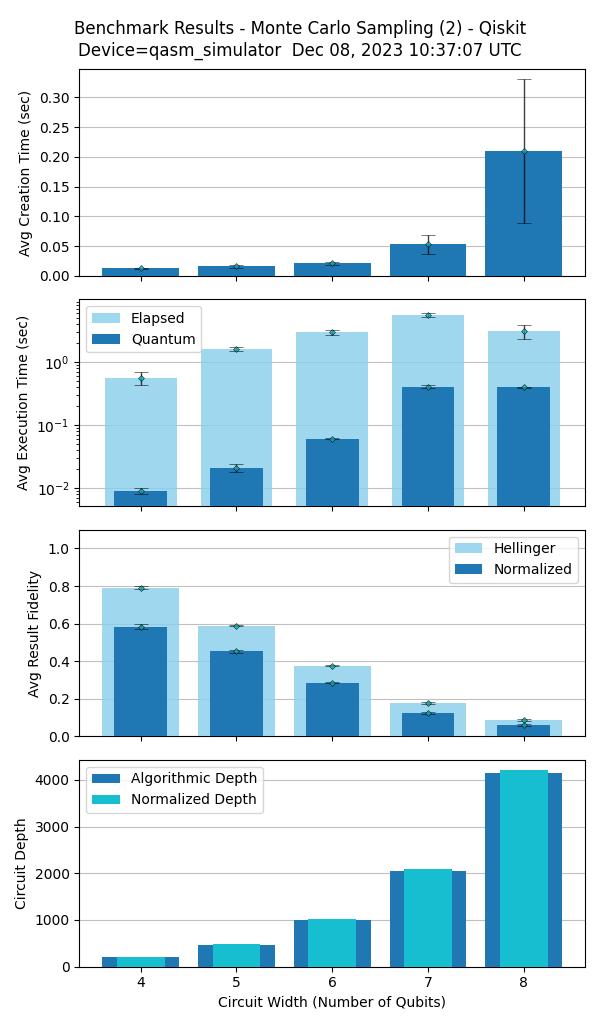 Benchmark Results - Monte Carlo Sampling (2) - Qiskit
Device=qasm_simulator  Dec 08, 2023 10:37:07 UTC
Avg Creation Time (sec)
0.30
0.25
0.20
0.15
0.10
0.05
0.00
Avg Execution Time (sec)
10⁰
10⁻¹
10⁻²
Elapsed
Quantum
Avg Result Fidelity
1.0
0.8
0.6
0.4
0.2
0.0
Hellinger
Normalized
Circuit Depth
4000
3000
2000
1000
0
Algorithmic Depth
Normalized Depth
4 5 6 7 8
Circuit Width (Number of Qubits)